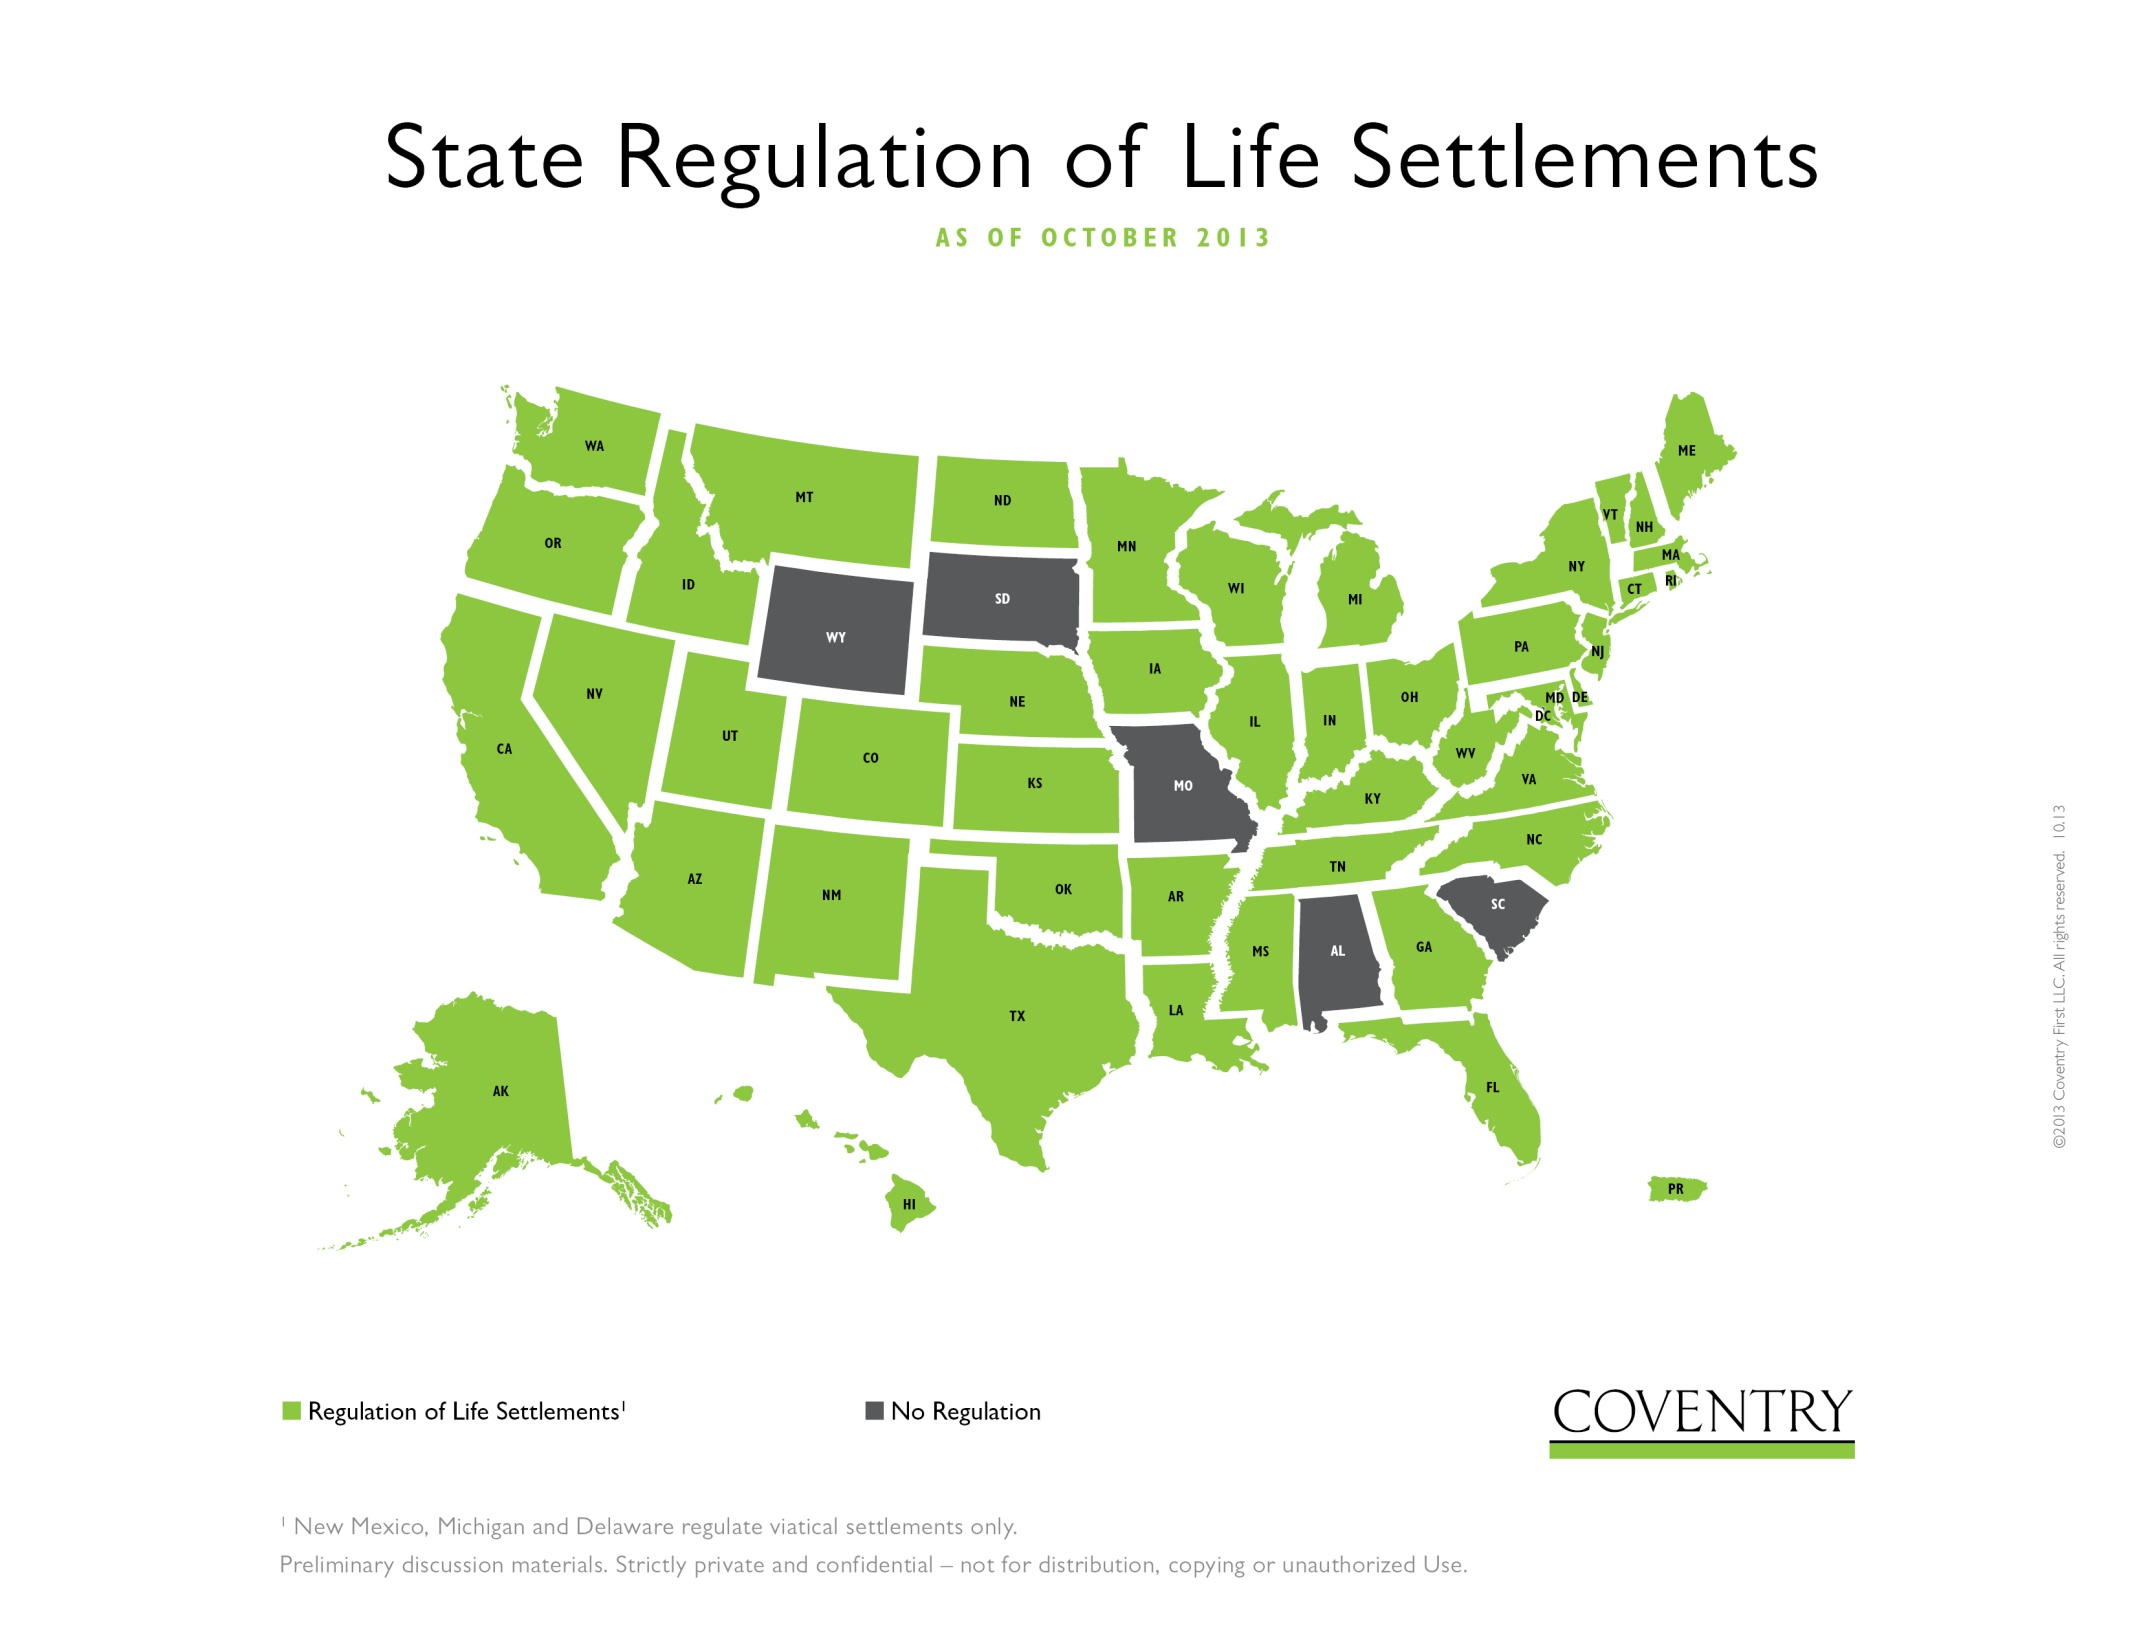 State Regulation of Life Settlements
AS OF OCTOBER 2013
WA
MT
ND
MN
ME
OR
ID
WY
SD
WI
MI
NY
VT
NH
MA
CT
RI
CA
NV
UT
CO
NE
KS
IA
MO
IL
IN
OH
PA
NJ
MD
DE
DC
WV
VA
KY
NC
TN
AZ
NM
OK
AR
SC
MS
AL
GA
TX
LA
FL
AK
HI
PR
©2013 Coventry First LLC. All rights reserved. 10.13
Regulation of Life Settlements¹
No Regulation
COVENTRY
¹ New Mexico, Michigan and Delaware regulate viatical settlements only.
Preliminary discussion materials. Strictly private and confidential – not for distribution, copying or unauthorized Use.